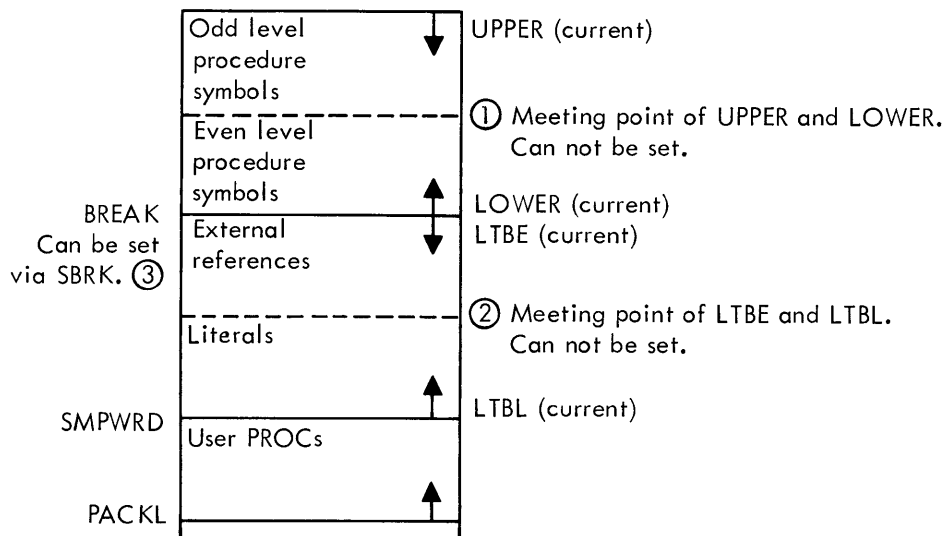 Odd level
procedure
symbols
UPPER (current)
① Meeting point of UPPER and LOWER.
Can not be set.
Even level
procedure
symbols
LOWER (current)
BREAK
Can be set
via SBRK. ③
External
references
LTBE (current)
② Meeting point of LTBE and LTBL.
Can not be set.
Literals
LTBL (current)
SMPWRD
User PROCs
PACKL